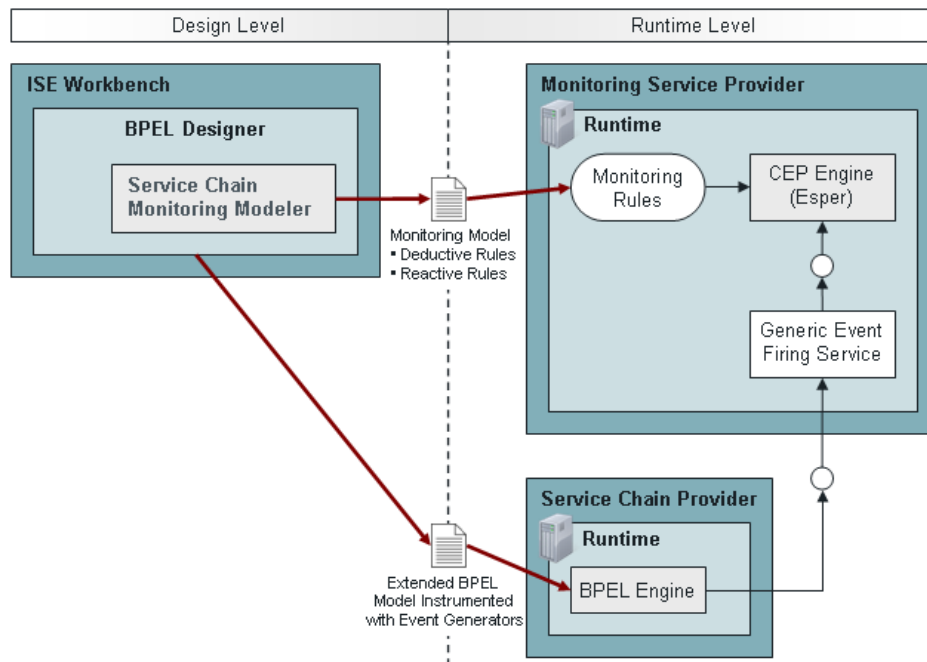 Design Level
Runtime Level
ISE Workbench
BPEL Designer
Service Chain
Monitoring Modeler
Monitoring Model
▪ Deductive Rules
▪ Reactive Rules
Monitoring Service Provider
Runtime
Monitoring
Rules
CEP Engine
(Esper)
Generic Event
Firing Service
Extended BPEL
Model Instrumented
with Event Generators
Service Chain Provider
Runtime
BPEL Engine